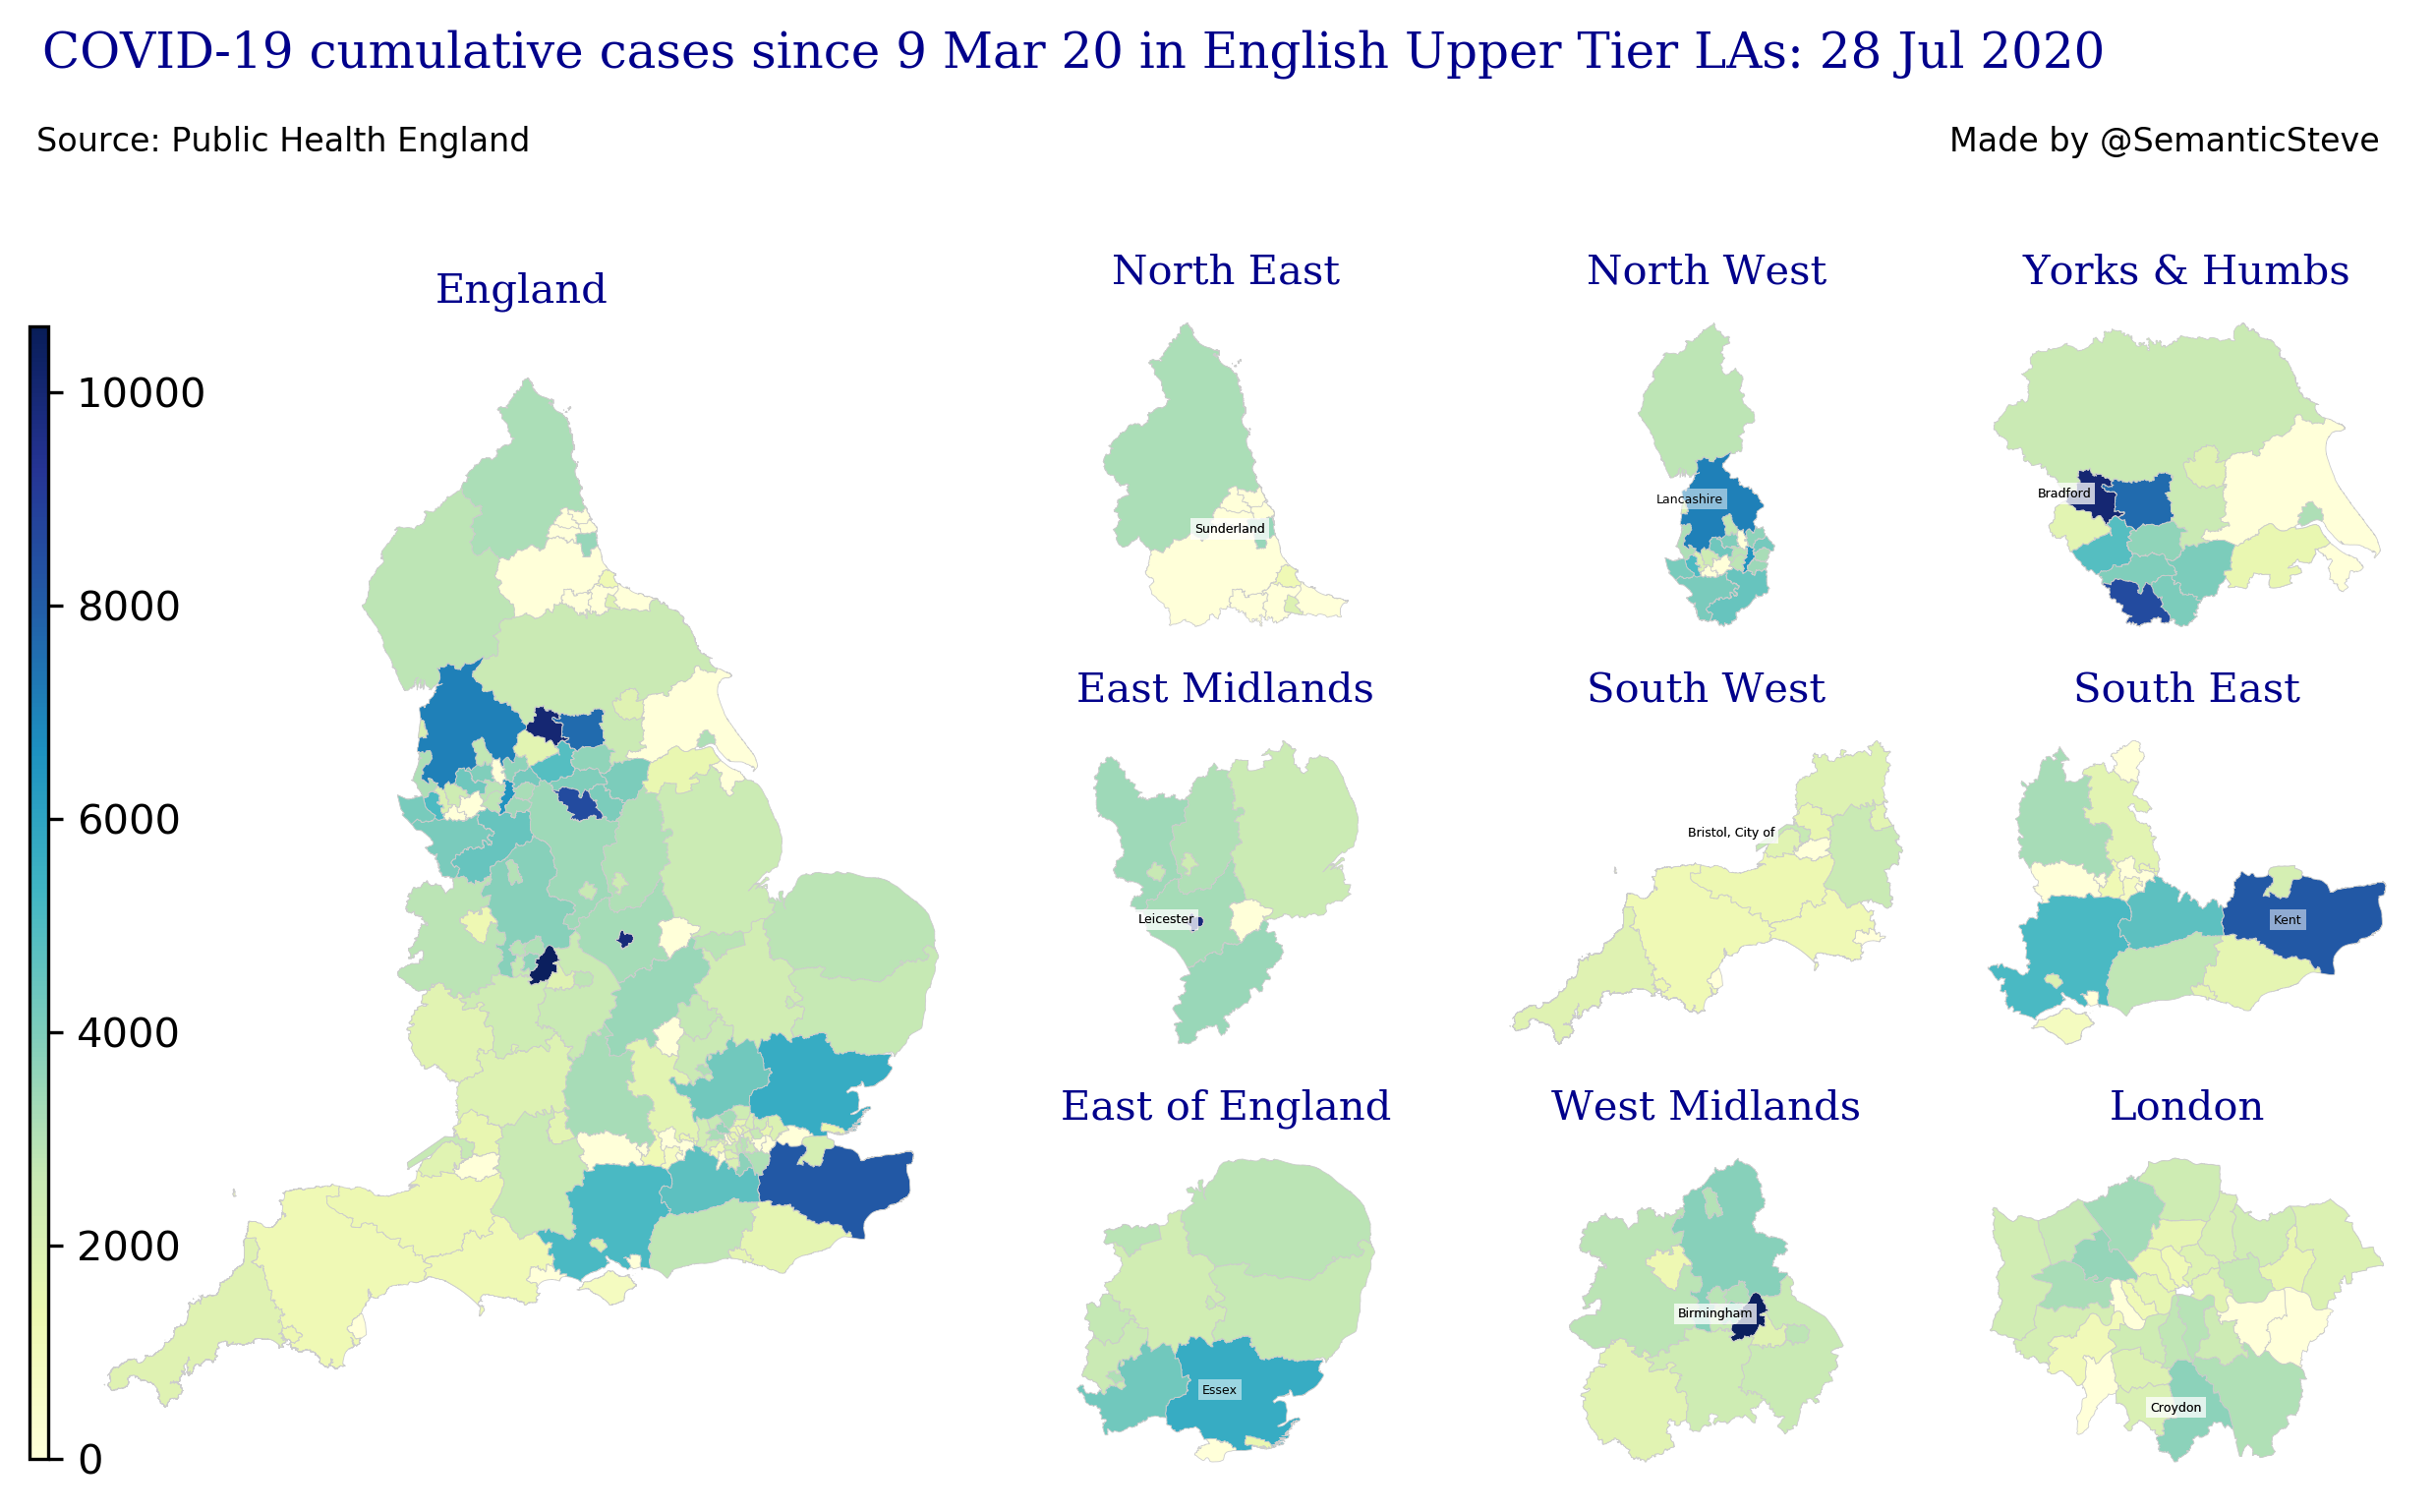 COVID-19 cumulative cases since 9 Mar 20 in English Upper Tier LAs: 28 Jul 2020
Source: Public Health England
Made by @SemanticSteve
England
10000
8000
6000
4000
2000
0
North East
Sunderland
North West
Lancashire
Yorks & Humbs
Bradford
East Midlands
Leicester
South West
Bristol, City of
South East
Kent
East of England
Essex
West Midlands
Birmingham
London
Croydon